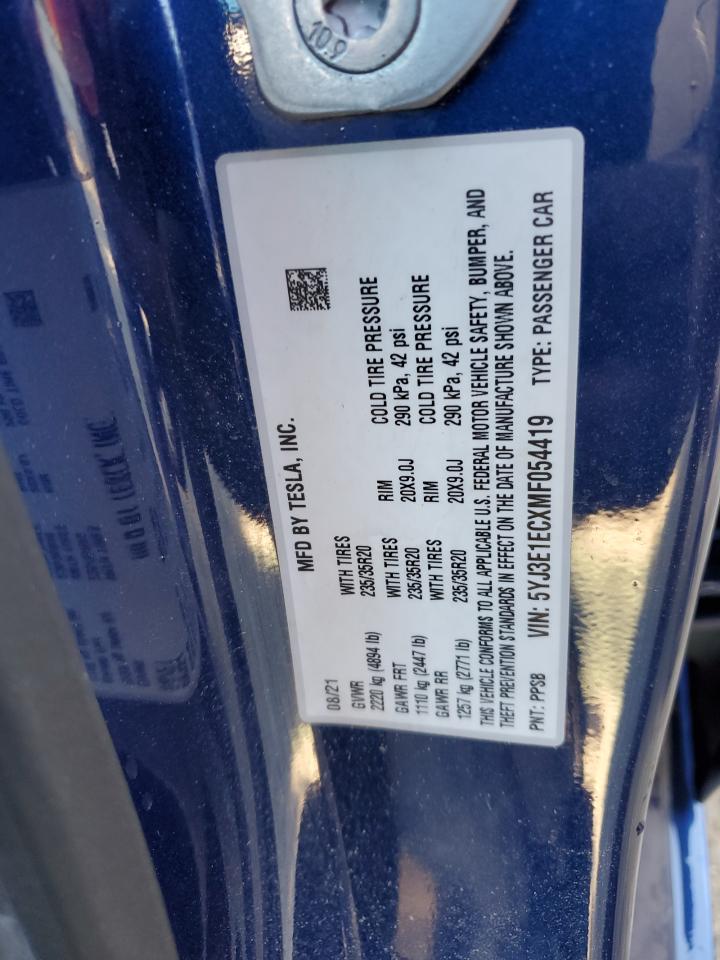 10.9
MFD BY TESLA, INC.
08/21
GVWR WITH TIRES RIM COLD TIRE PRESSURE
2220 kg (4894 lb) 235/35R20
GAWR FRT WITH TIRES RIM COLD TIRE PRESSURE
1110 kg (2447 lb) 235/35R20 20X9.0J 290 kPa, 42 psi
GAWR RR WITH TIRES RIM COLD TIRE PRESSURE
1257 kg (2771 lb) 235/35R20 20X9.0J 290 kPa, 42 psi
THIS VEHICLE CONFORMS TO ALL APPLICABLE U.S. FEDERAL MOTOR VEHICLE SAFETY, BUMPER, AND
THEFT PREVENTION STANDARDS IN EFFECT ON THE DATE OF MANUFACTURE SHOWN ABOVE.
PNT: PPSB VIN: 5YJ3E1ECXMF054419 TYPE: PASSENGER CAR